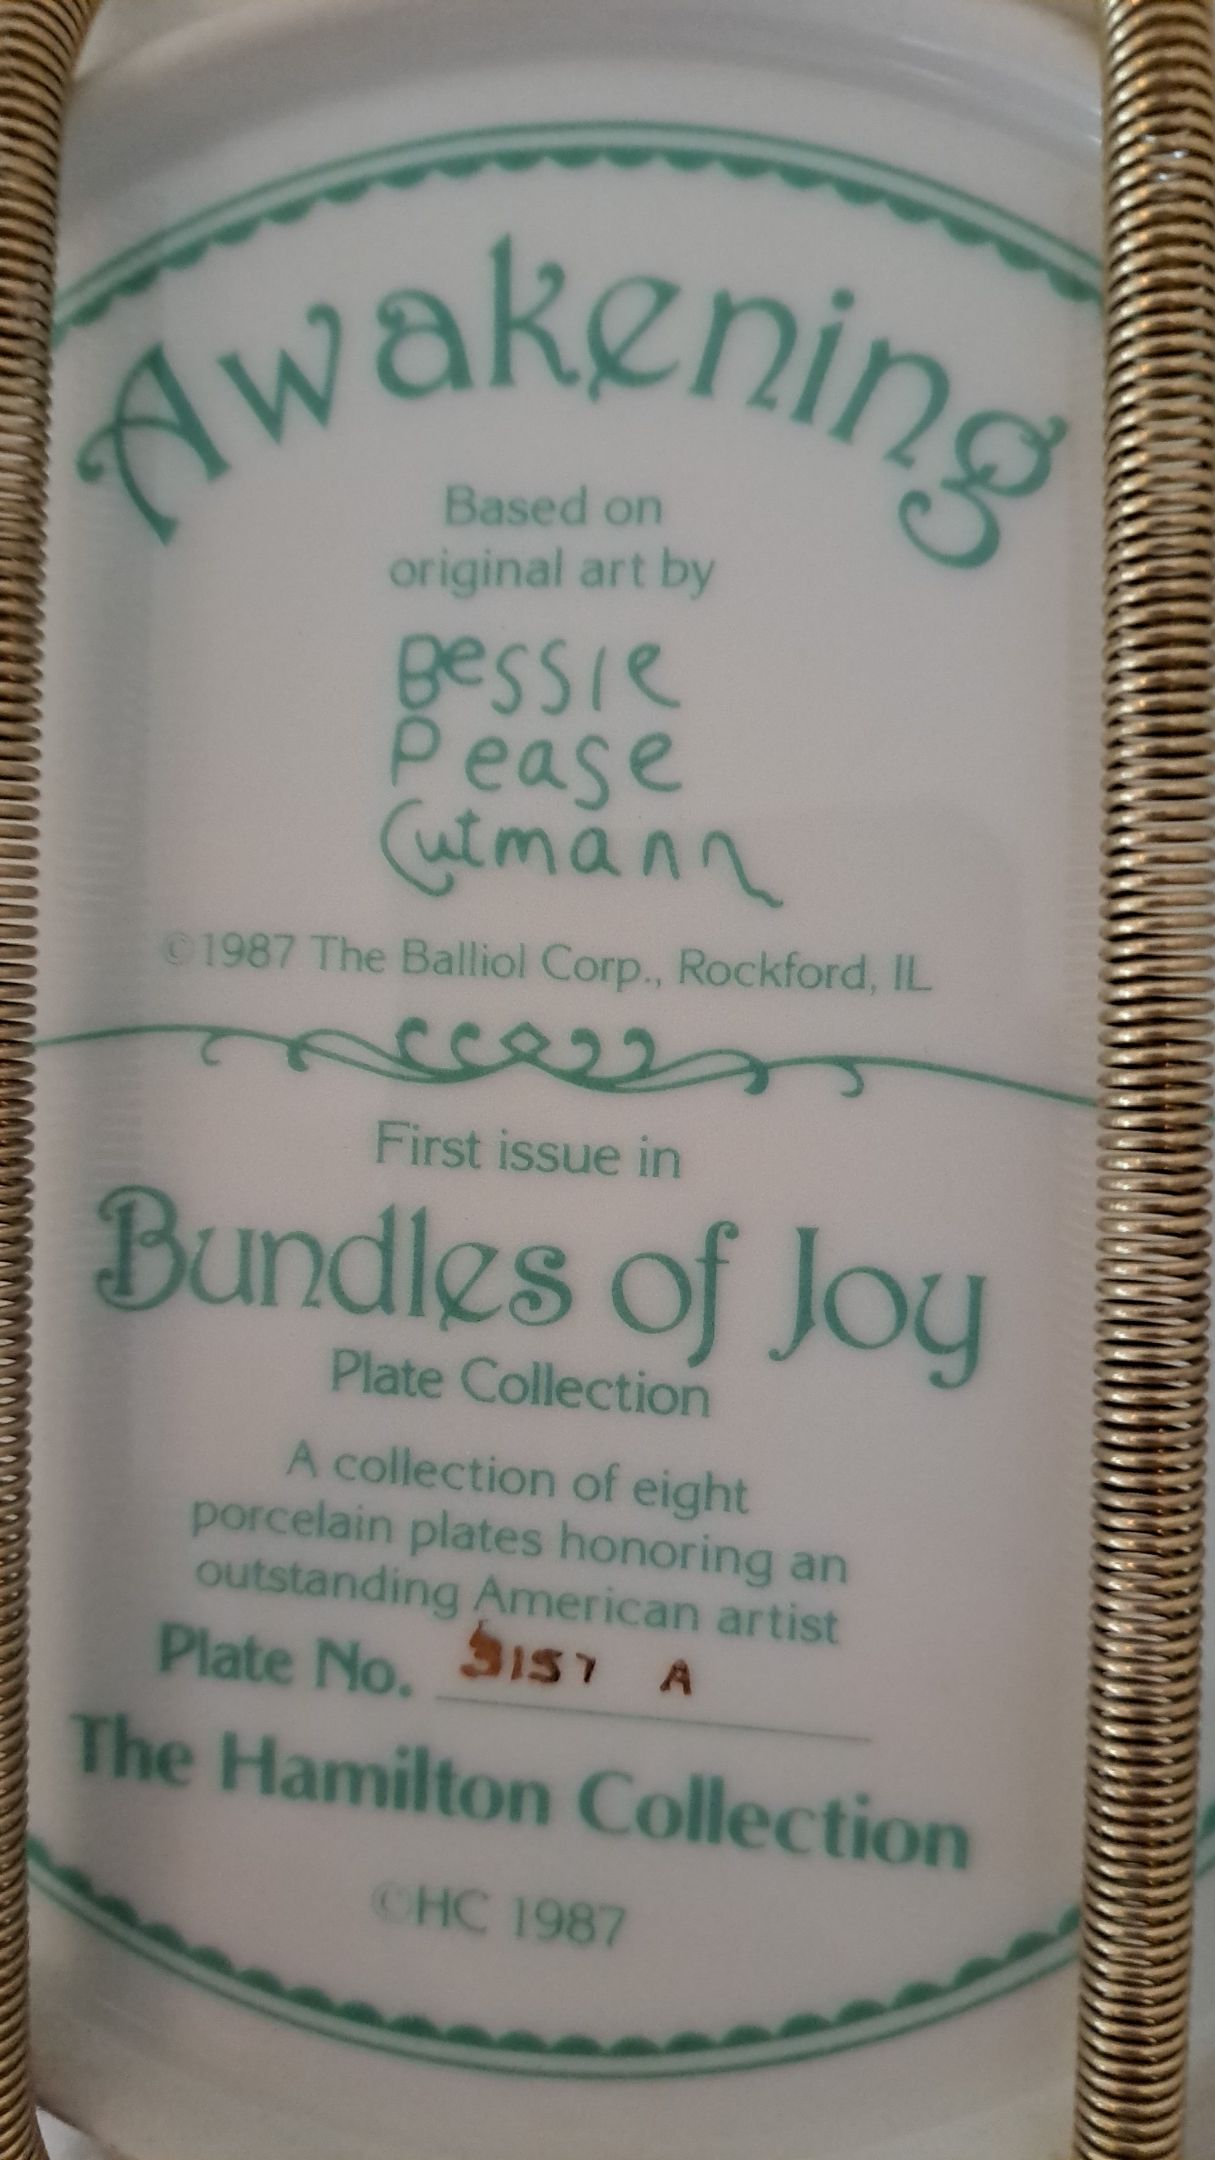 Awakening
Based on
original art by
Bessie
Pease
Gutmann
©1987 The Balliol Corp., Rockford, IL
First issue in
Bundles of Joy
Plate Collection
A collection of eight
porcelain plates honoring an
outstanding American artist
Plate No. 3157 A
The Hamilton Collection
©HC 1987